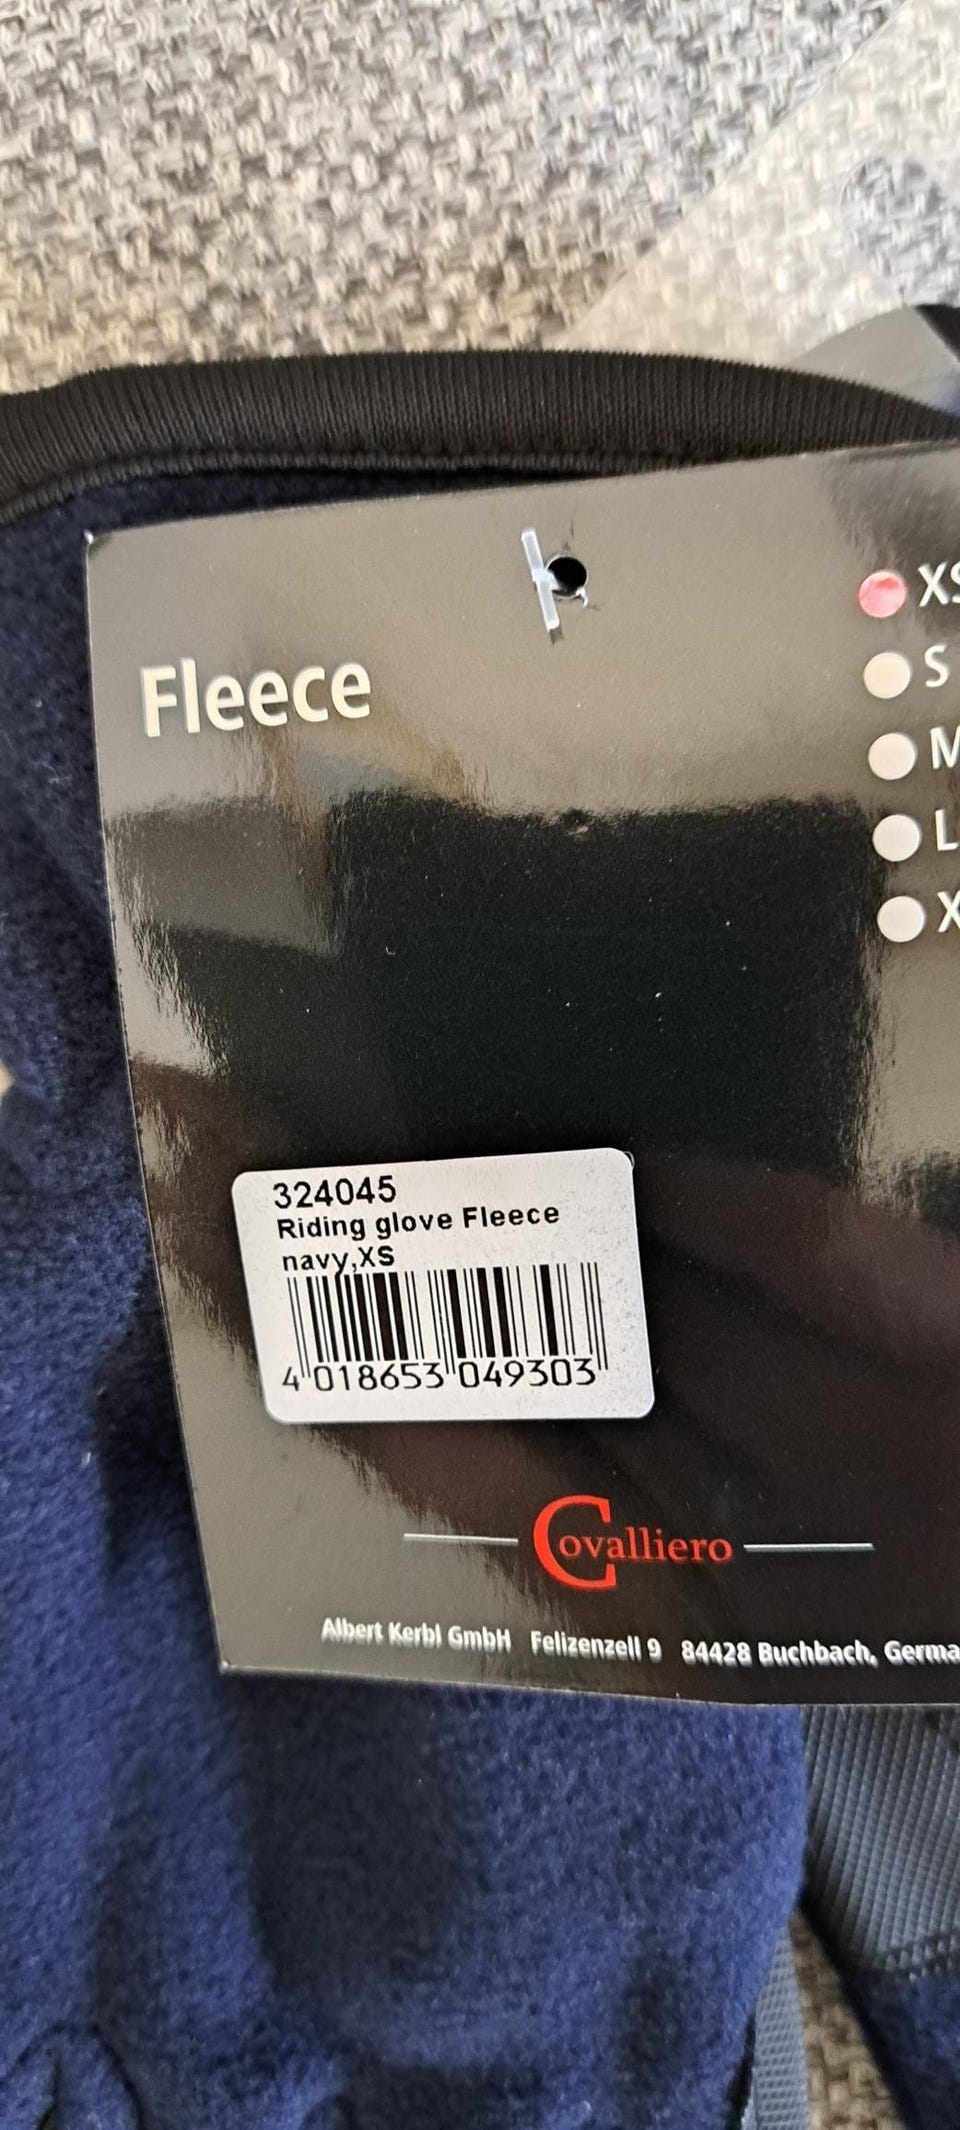 Fleece
XS
S
M
L
X
324045
Riding glove Fleece
navy,XS
4 018653 049303
Covalliero
Albert Kerbl GmbH Felizenzell 9 84428 Buchbach, Germa